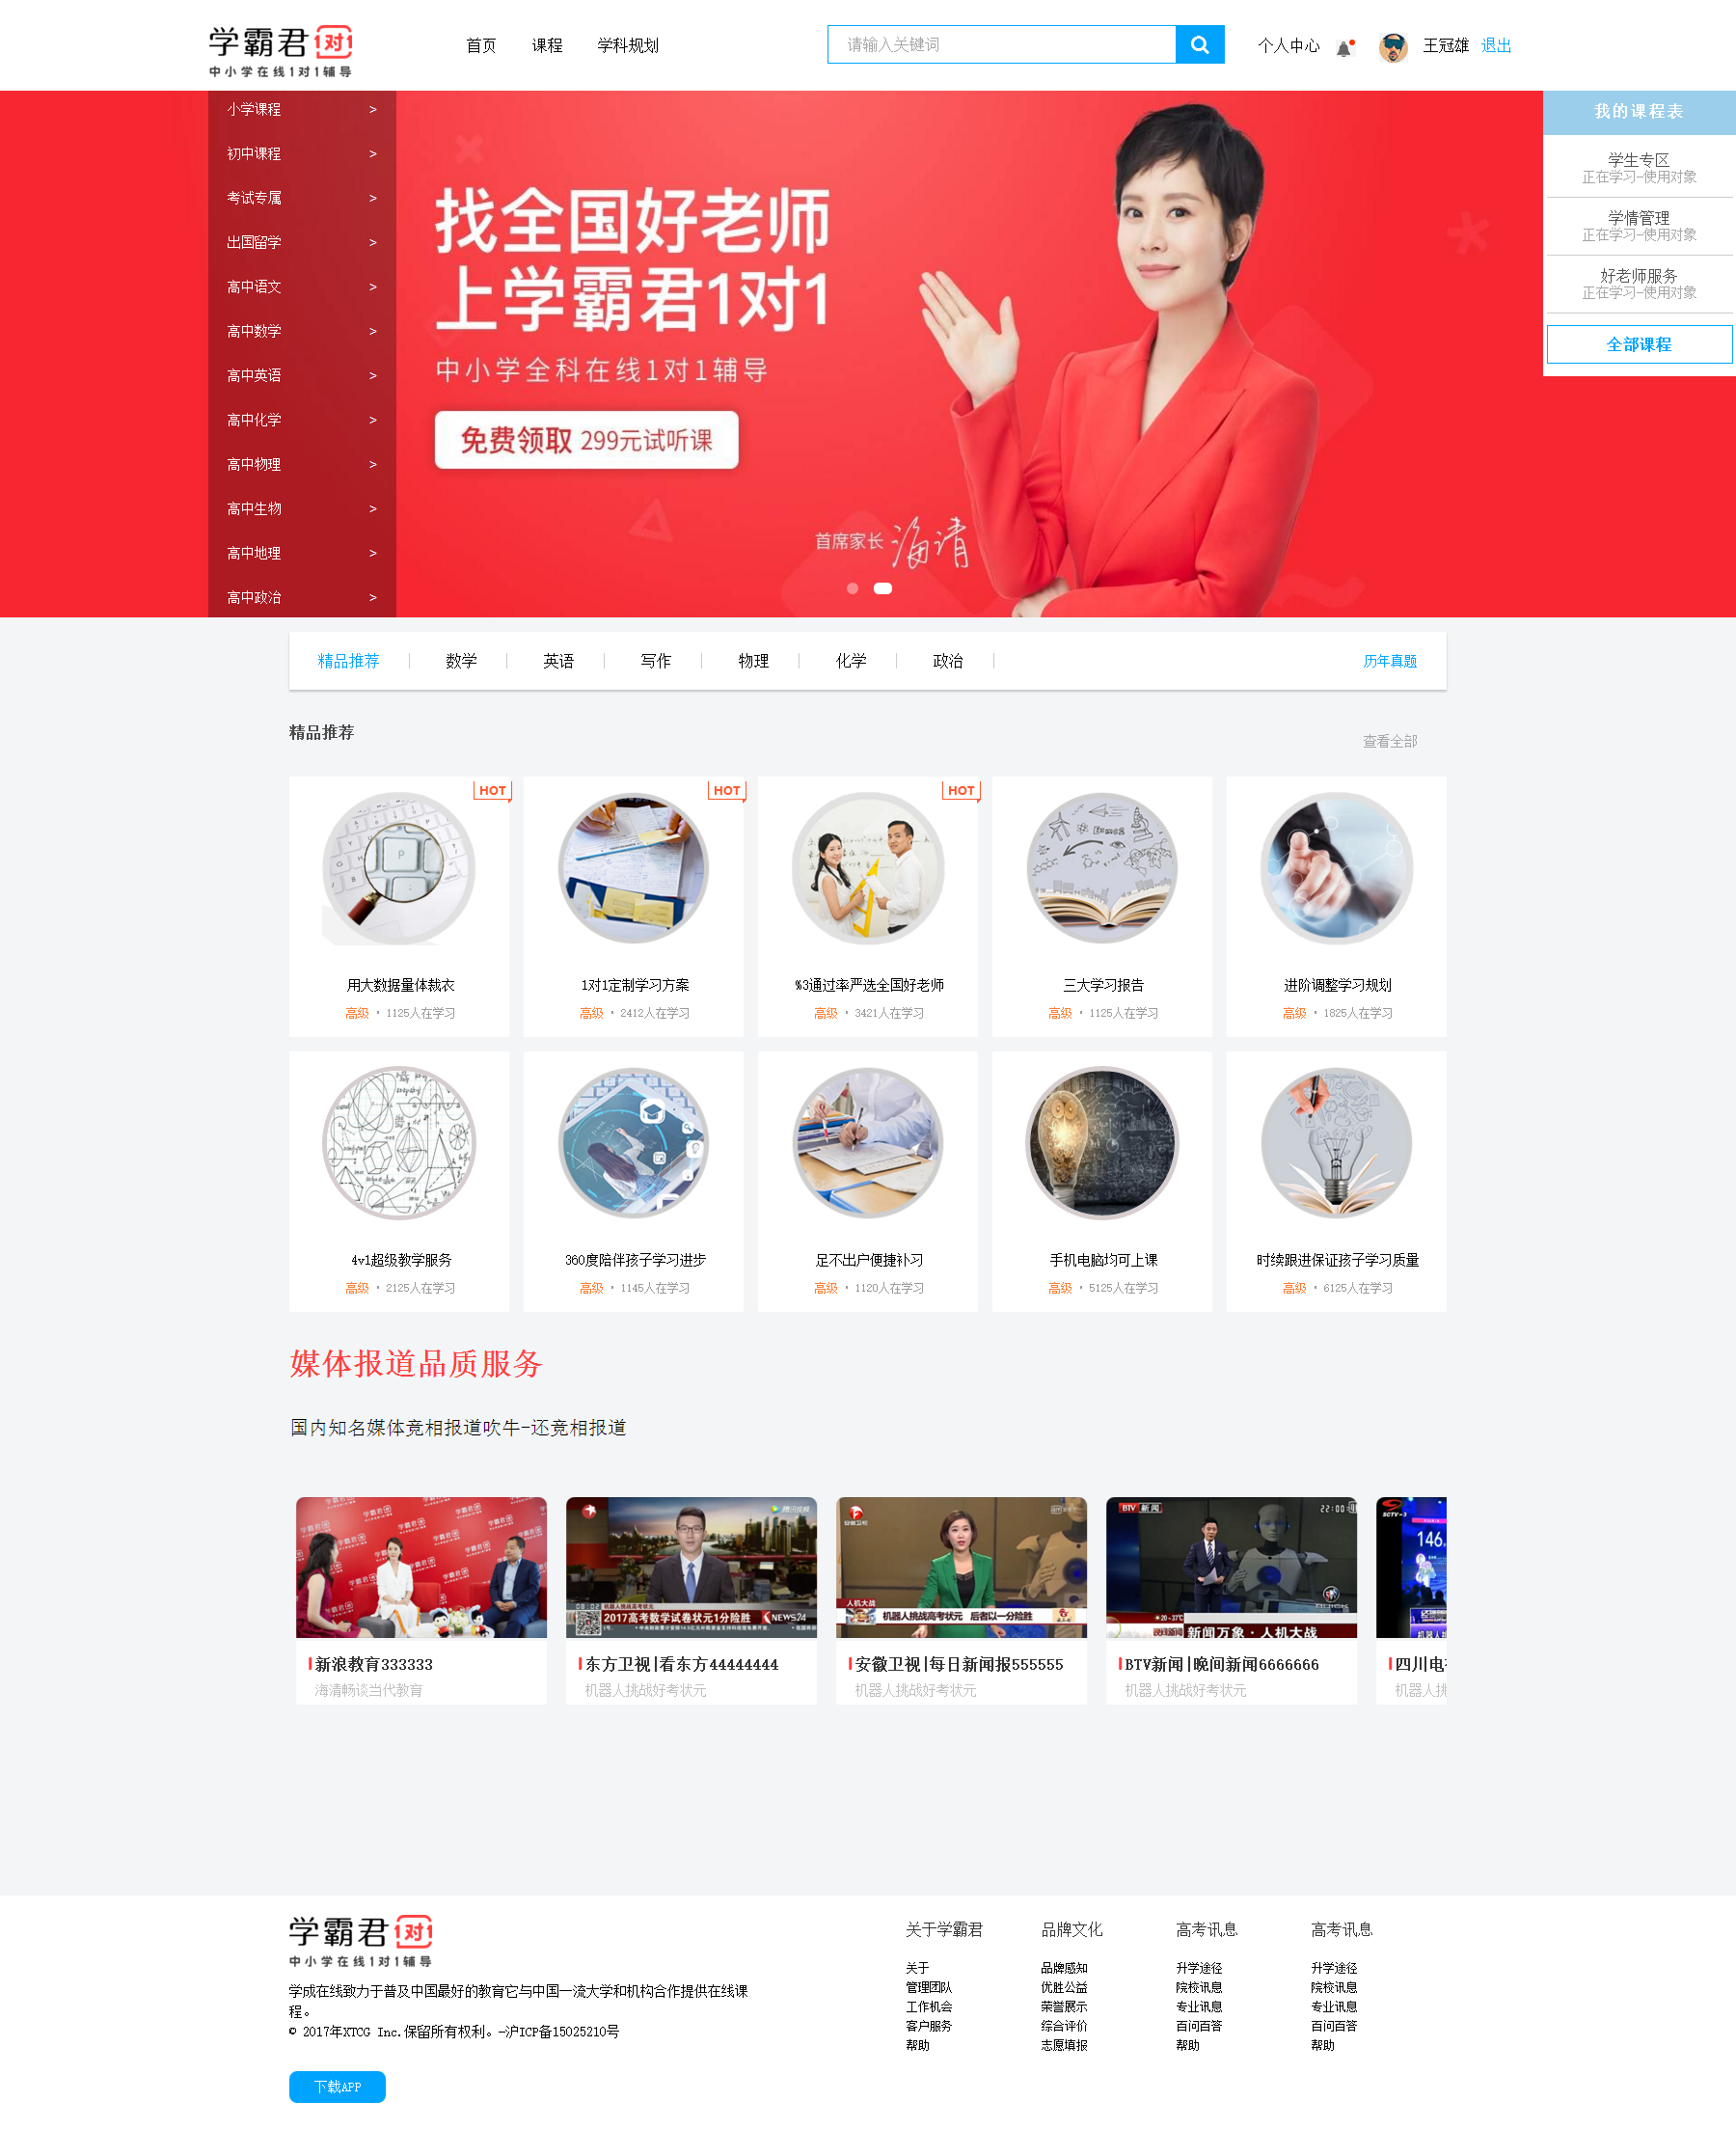 学霸君1对1
中小学在线1对1辅导
首页 课程 学科规划
请输入关键词
个人中心 王冠雄 退出
小学课程 >
初中课程 >
考试专属 >
出国留学 >
高中语文 >
高中数学 >
高中英语 >
高中化学 >
高中物理 >
高中生物 >
高中地理 >
高中政治 >
找全国好老师
上学霸君1对1
中小学全科在线1对1辅导
免费领取 299元试听课
首席家长 海清
我的课程表
学生专区
正在学习-使用对象
学情管理
正在学习-使用对象
好老师服务
正在学习-使用对象
全部课程
精品推荐 数学 英语 写作 物理 化学 政治 历年真题
精品推荐
查看全部
HOT
HOT
HOT
用大数据量体裁衣
高级 · 1125人在学习
1对1定制学习方案
高级 · 2412人在学习
%3通过率严选全国好老师
高级 · 3421人在学习
三大学习报告
高级 · 1125人在学习
进阶调整学习规划
高级 · 1825人在学习
4v1超级教学服务
高级 · 2125人在学习
360度陪伴孩子学习进步
高级 · 1145人在学习
足不出户便捷补习
高级 · 1120人在学习
手机电脑均可上课
高级 · 5125人在学习
时续跟进保证孩子学习质量
高级 · 6125人在学习
媒体报道品质服务
国内知名媒体竞相报道吹牛-还竞相报道
新浪教育333333
海清畅谈当代教育
腾讯视频
08:02 机器人挑战高考状元
2017高考数学试卷状元1分险胜
NEWS24
东方卫视|看东方44444444
机器人挑战好考状元
安徽卫视
人机大战
机器人挑战高考状元 后者以一分险胜
安徽卫视|每日新闻报555555
机器人挑战好考状元
BTV 新闻
22:00
20~37℃
新闻万象·人机大战
BTV新闻|晚间新闻6666666
机器人挑战好考状元
SCTV-3
146.
四川电
机器人挑
学霸君1对1
中小学在线1对1辅导
学成在线致力于普及中国最好的教育它与中国一流大学和机构合作提供在线课
程。
© 2017年XTCG Inc.保留所有权利。-沪ICP备15025210号
下载APP
关于学霸君
关于
管理团队
工作机会
客户服务
帮助
品牌文化
品牌感知
优胜公益
荣誉展示
综合评价
志愿填报
高考讯息
升学途径
院校讯息
专业讯息
百问百答
帮助
高考讯息
升学途径
院校讯息
专业讯息
百问百答
帮助